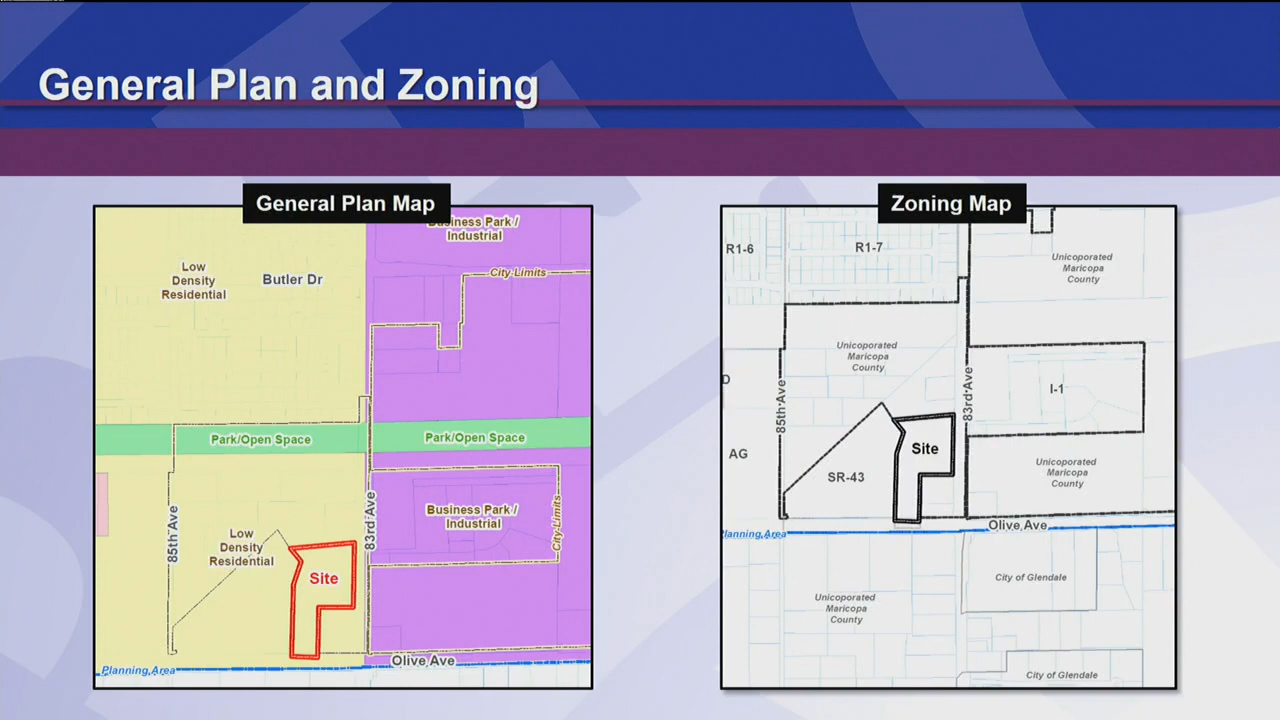 General Plan and Zoning
General Plan Map
Business Park /
Industrial
Low
Density
Residential
Butler Dr
City Limits
Park/Open Space
Park/Open Space
85th Ave
83rd Ave
Low
Density
Residential
Site
Business Park /
Industrial
City Limits
Olive Ave
Planning Area
Zoning Map
R1-6
R1-7
Unicoporated
Maricopa
County
Unicoporated
Maricopa
County
D
85th Ave
83rd Ave
I-1
AG
SR-43
Site
Unicoporated
Maricopa
County
Olive Ave
lanning Area
City of Glendale
Unicoporated
Maricopa
County
City of Glendale